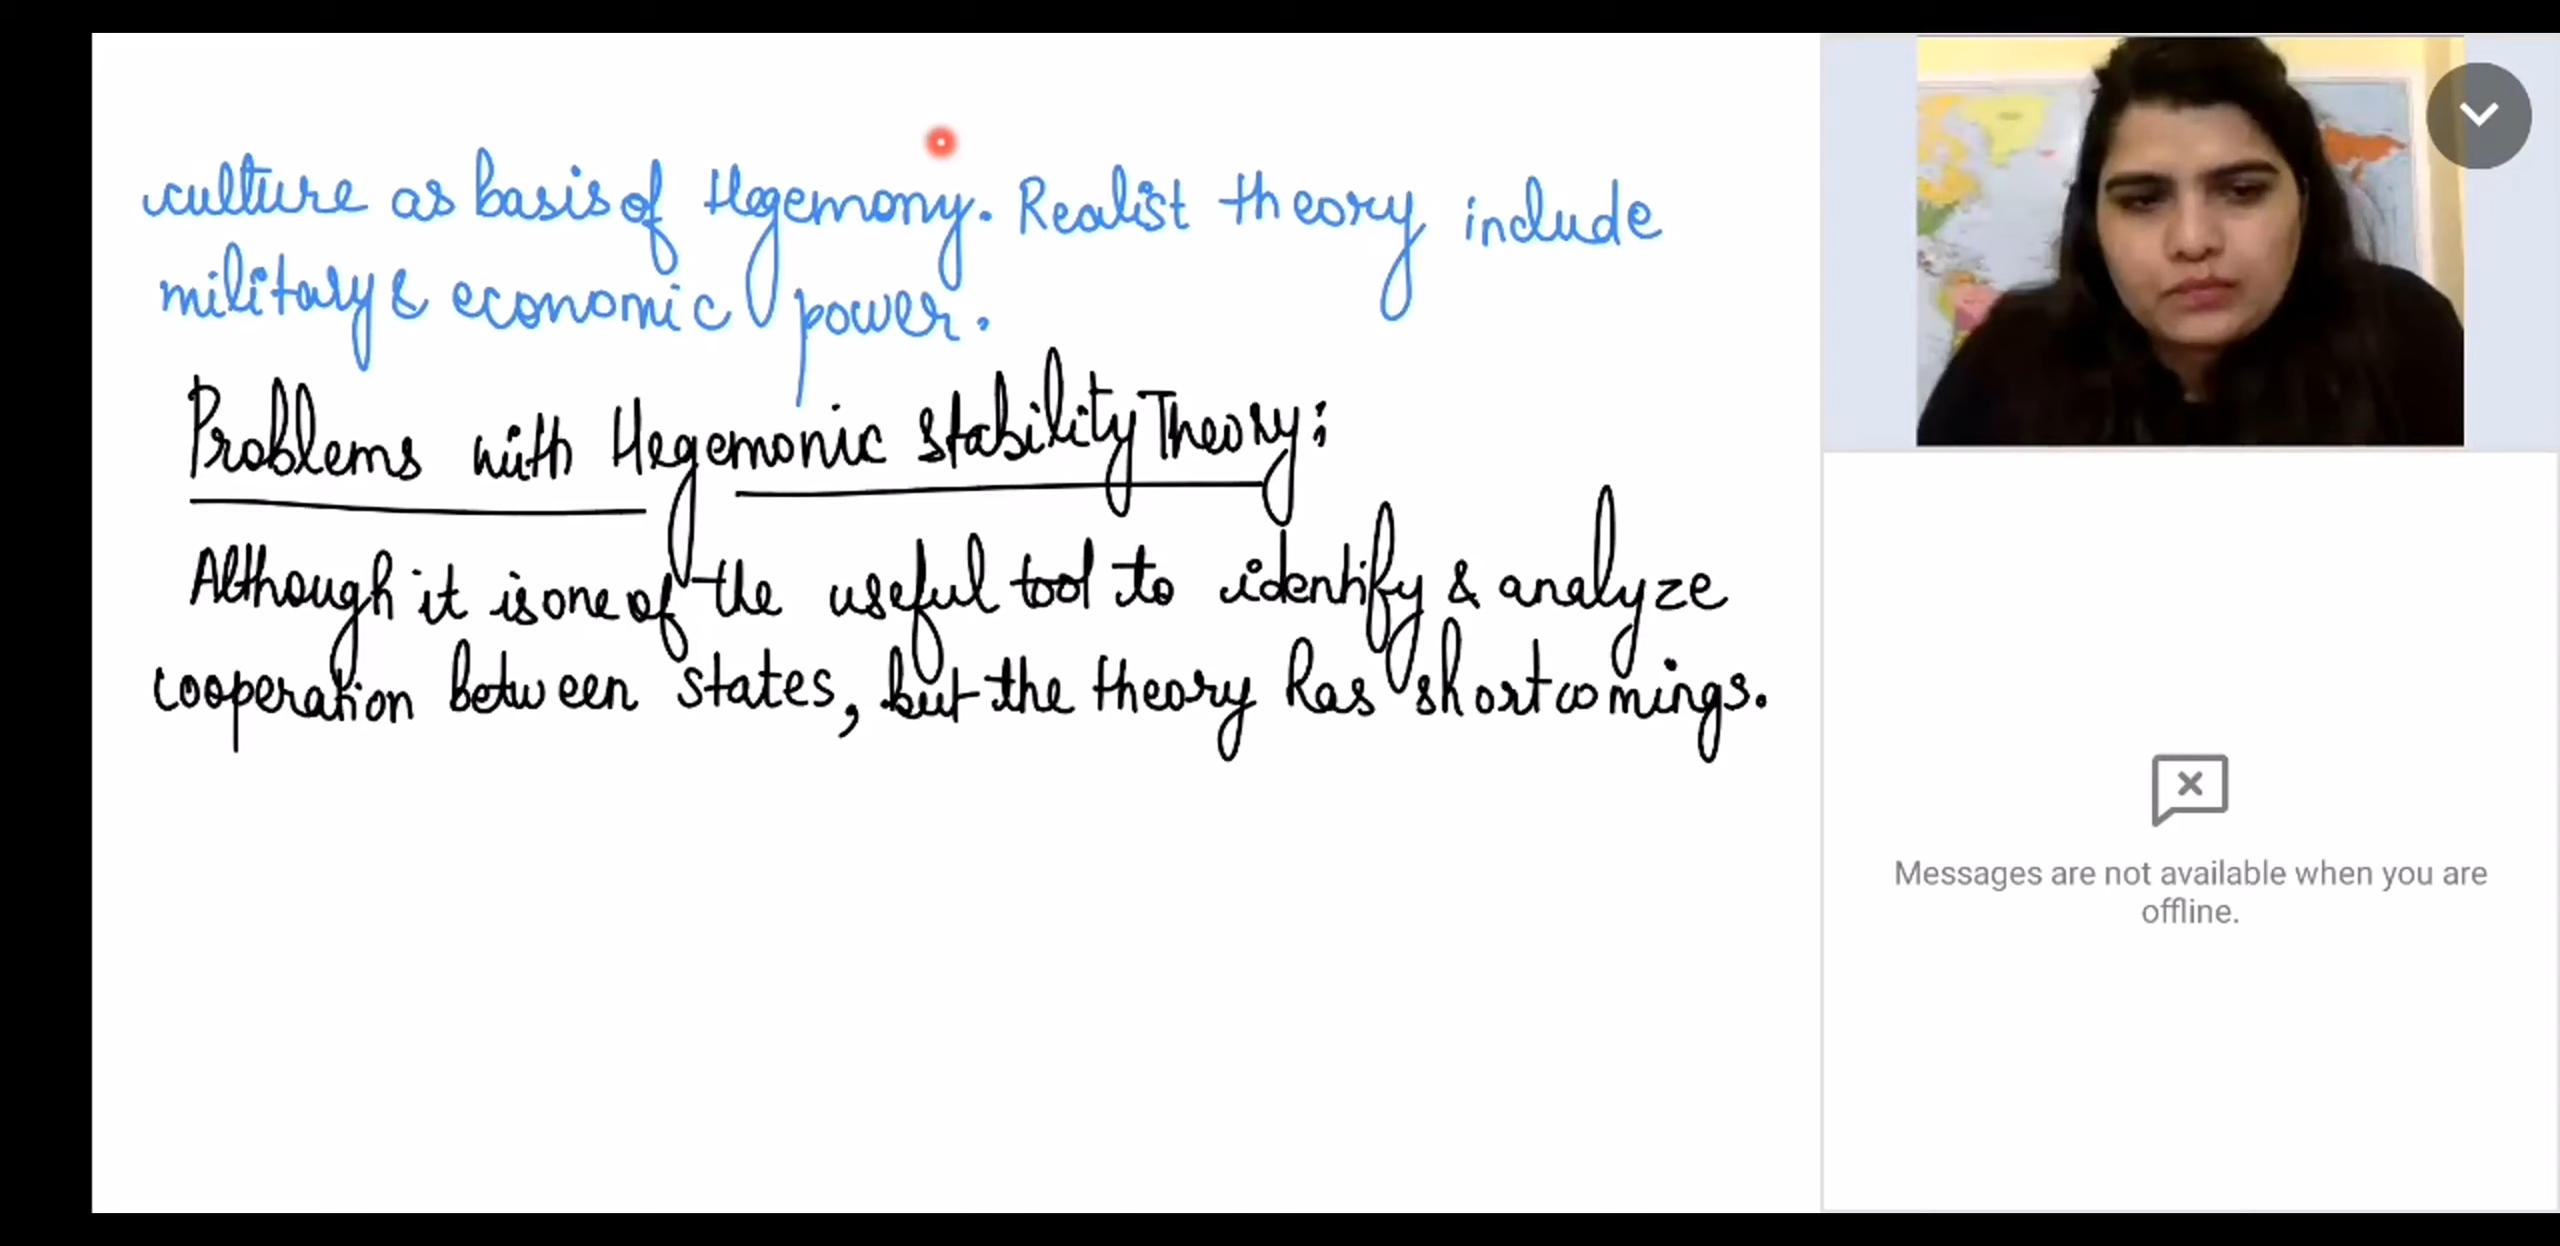 culture as basis of Hegemony. Realist theory include
military & economic power.
Problems with Hegemonic Stability Theory:
Although it is one of the useful tool to identify & analyze
cooperation between states, but the theory has shortcomings.
Messages are not available when you are
offline.